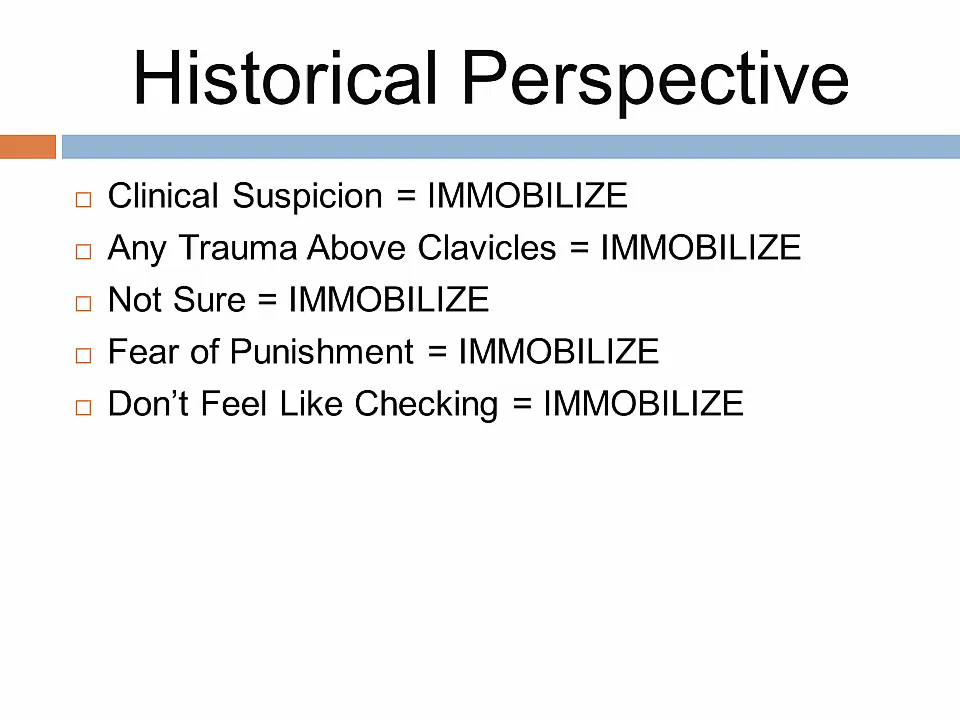 Historical Perspective
Clinical Suspicion = IMMOBILIZE
Any Trauma Above Clavicles = IMMOBILIZE
Not Sure = IMMOBILIZE
Fear of Punishment = IMMOBILIZE
Don’t Feel Like Checking = IMMOBILIZE